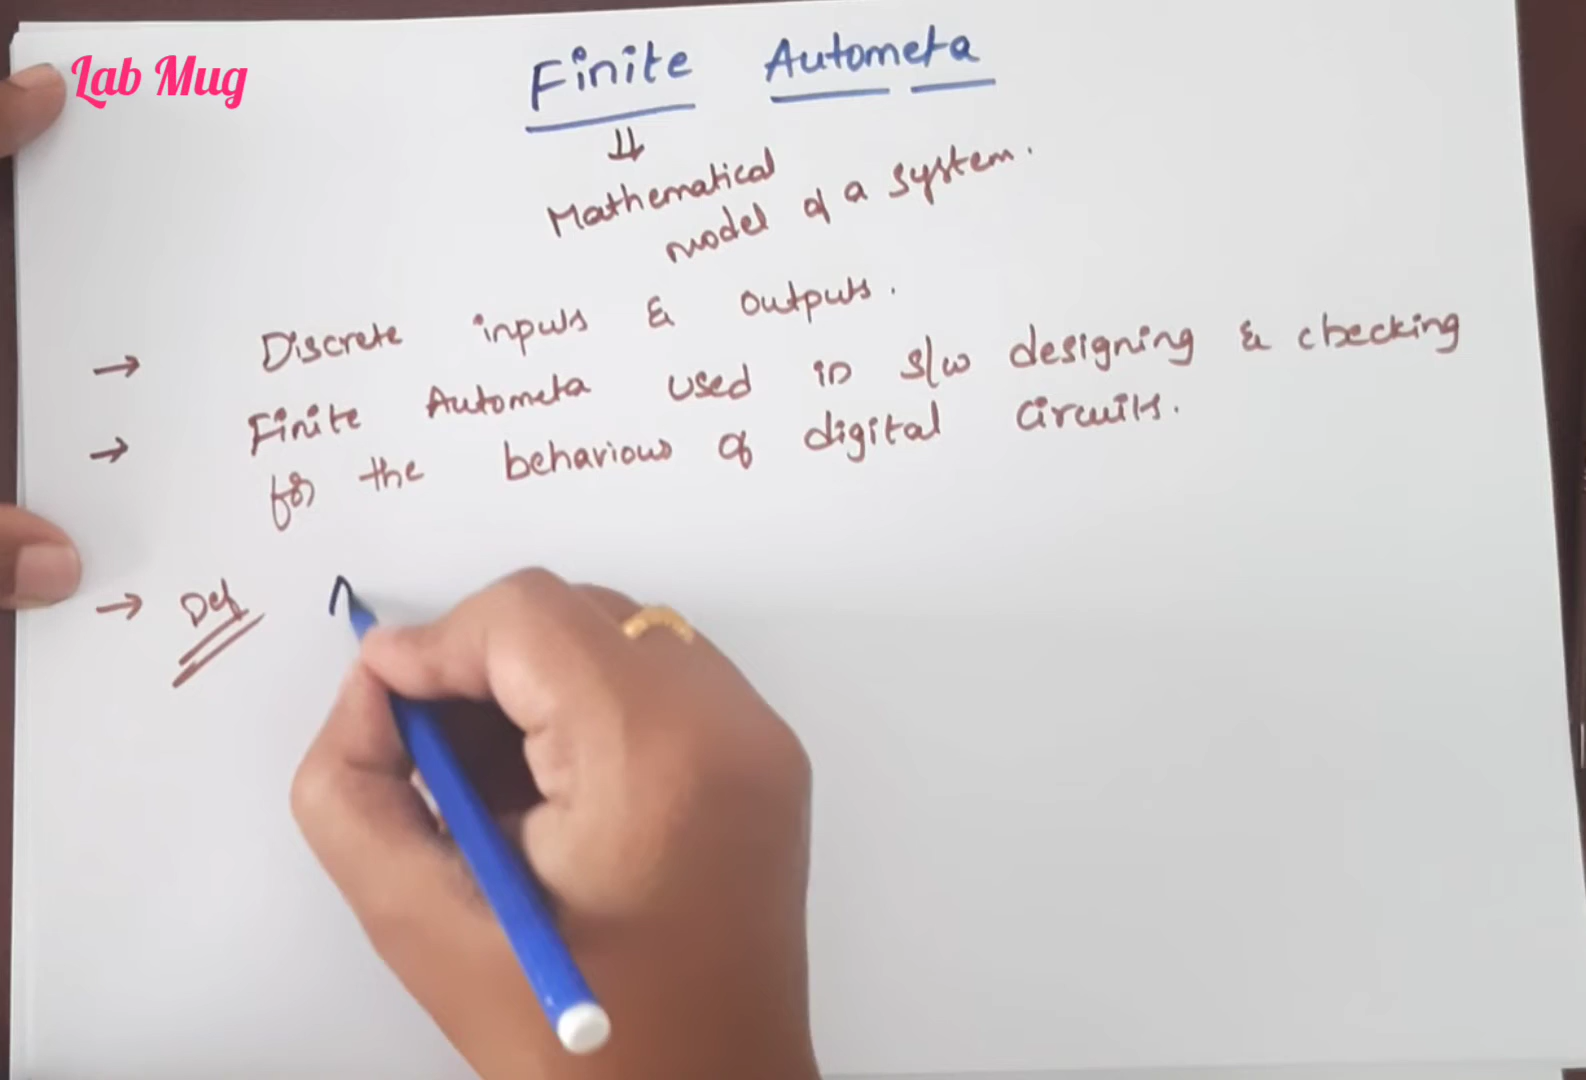 Lab Mug
Finite Autometa
Mathematical
model of a system.
→ Discrete inputs & outputs.
→ Finite Autometa used in s/w designing & checking
for the behaviour of digital circuits.
→ Def